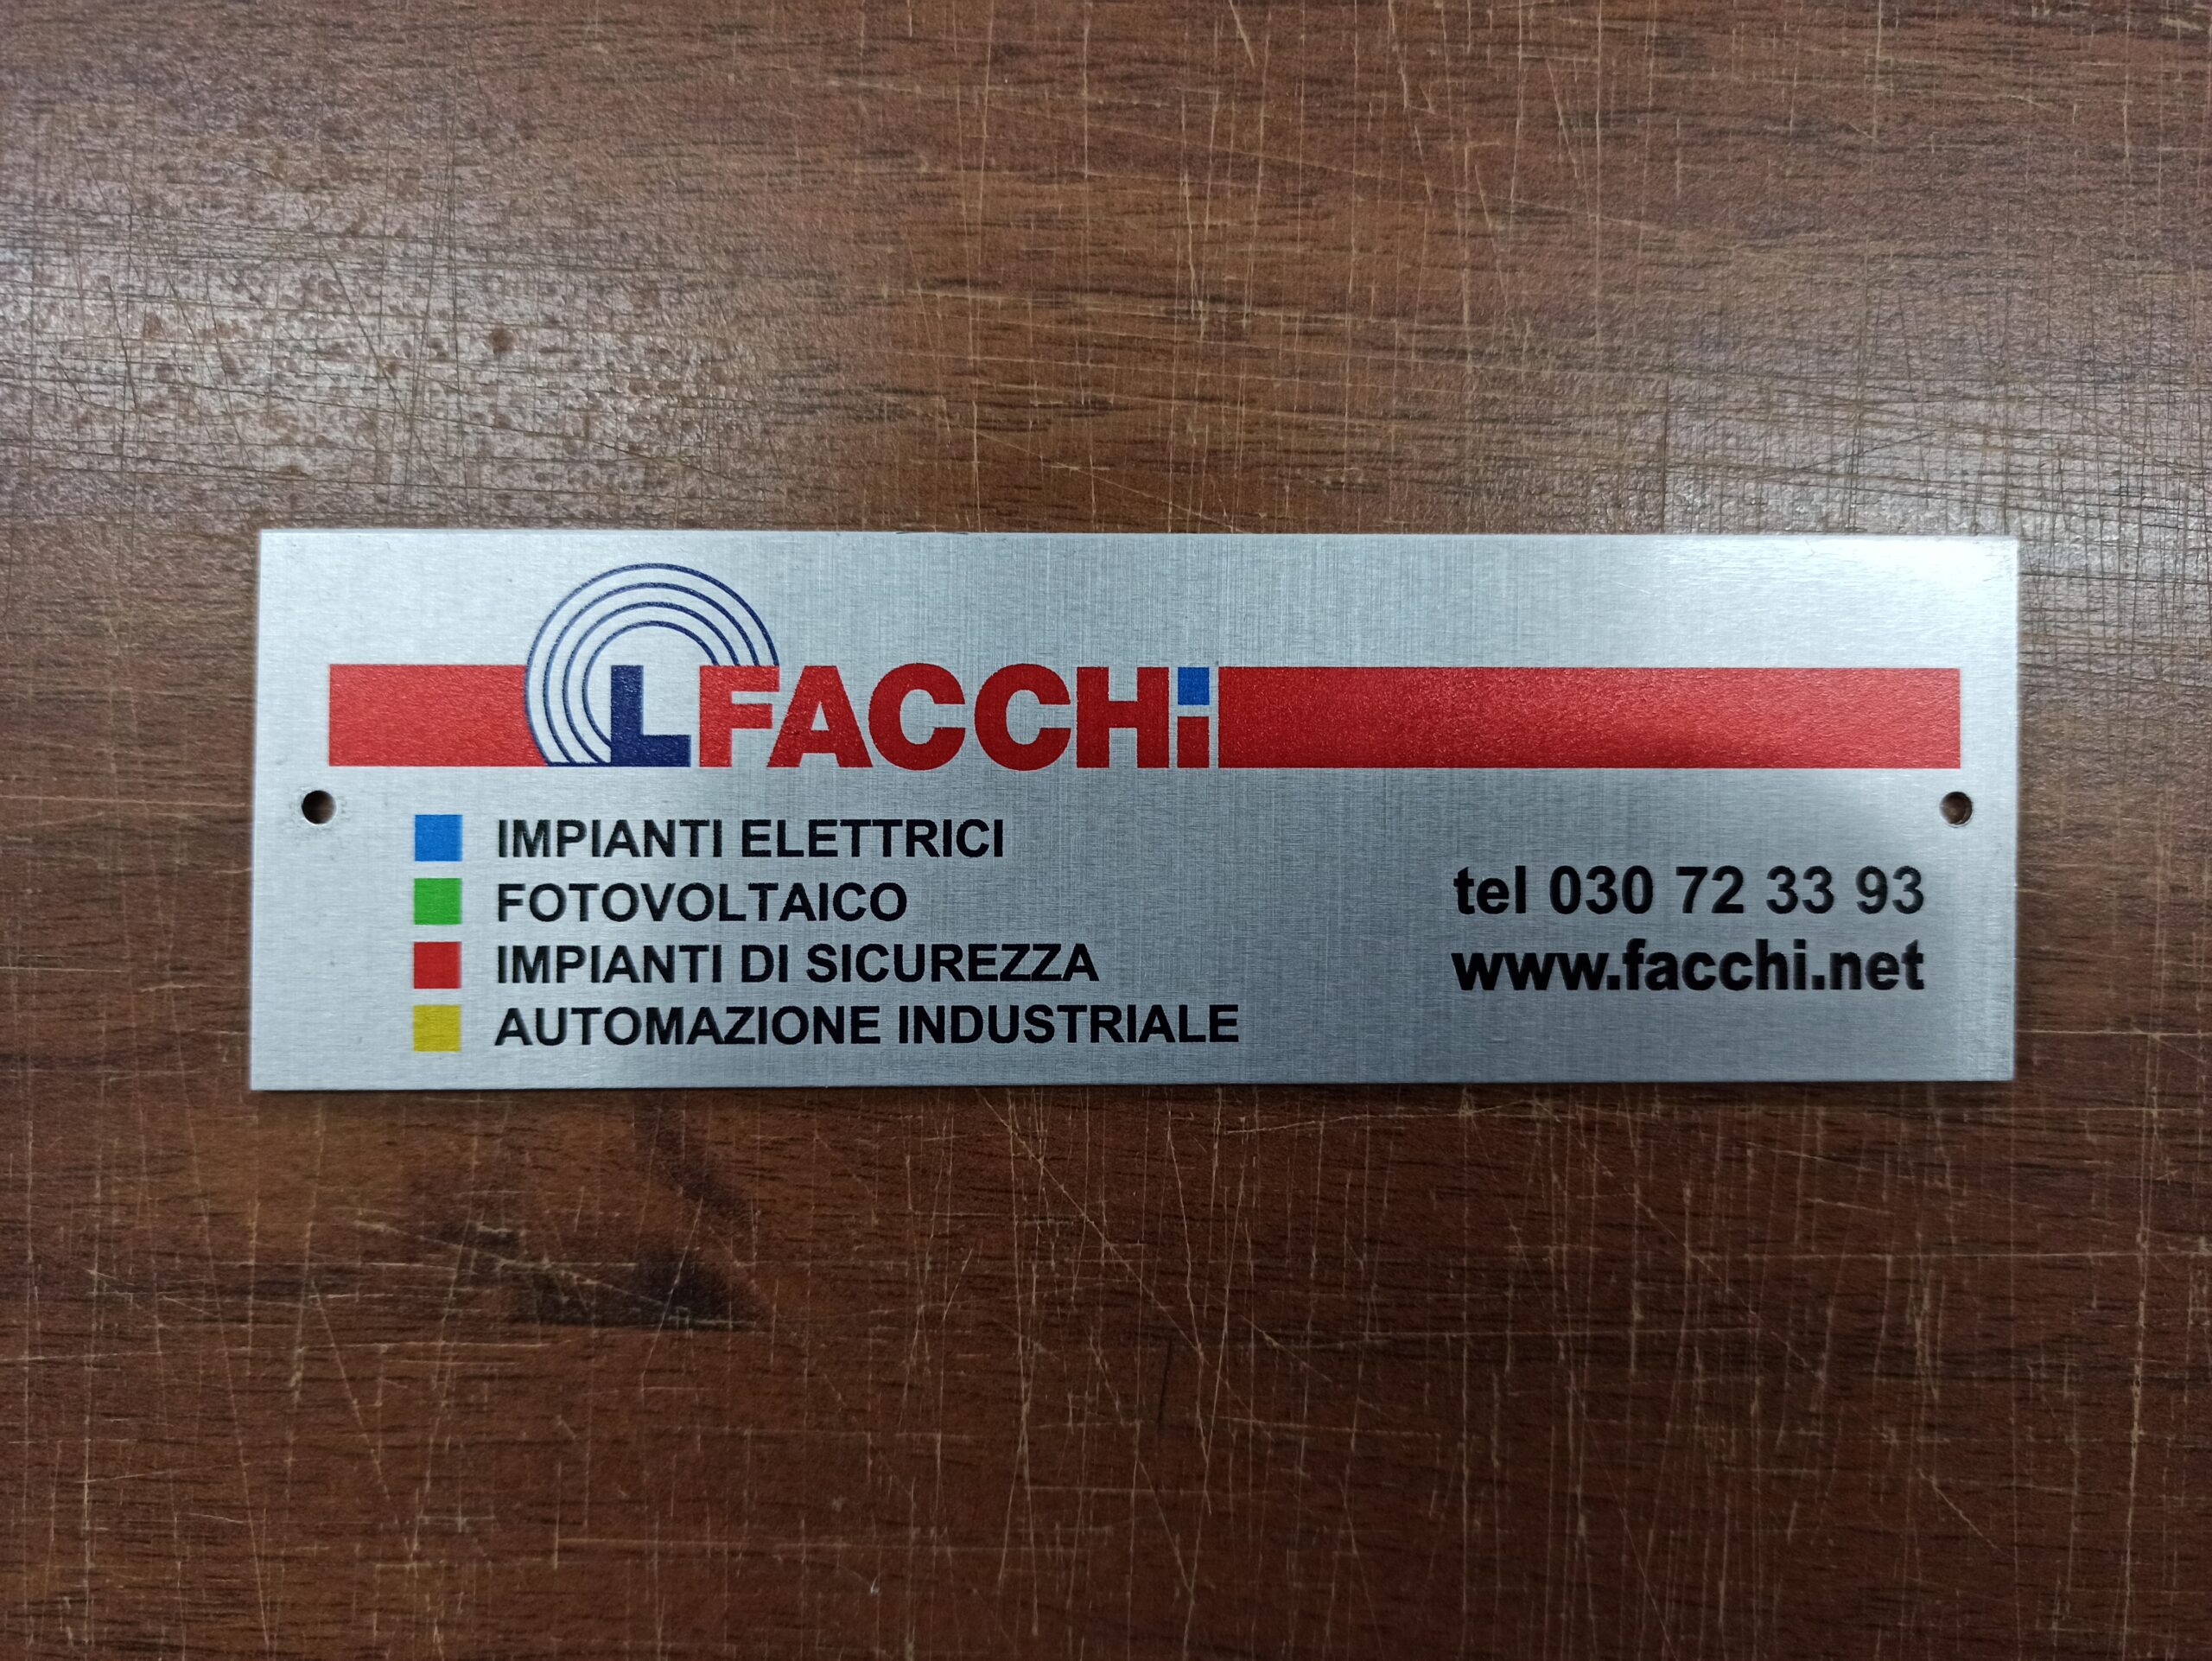 LFACCHi
IMPIANTI ELETTRICI
FOTOVOLTAICO
IMPIANTI DI SICUREZZA
AUTOMAZIONE INDUSTRIALE
tel 030 72 33 93
www.facchi.net